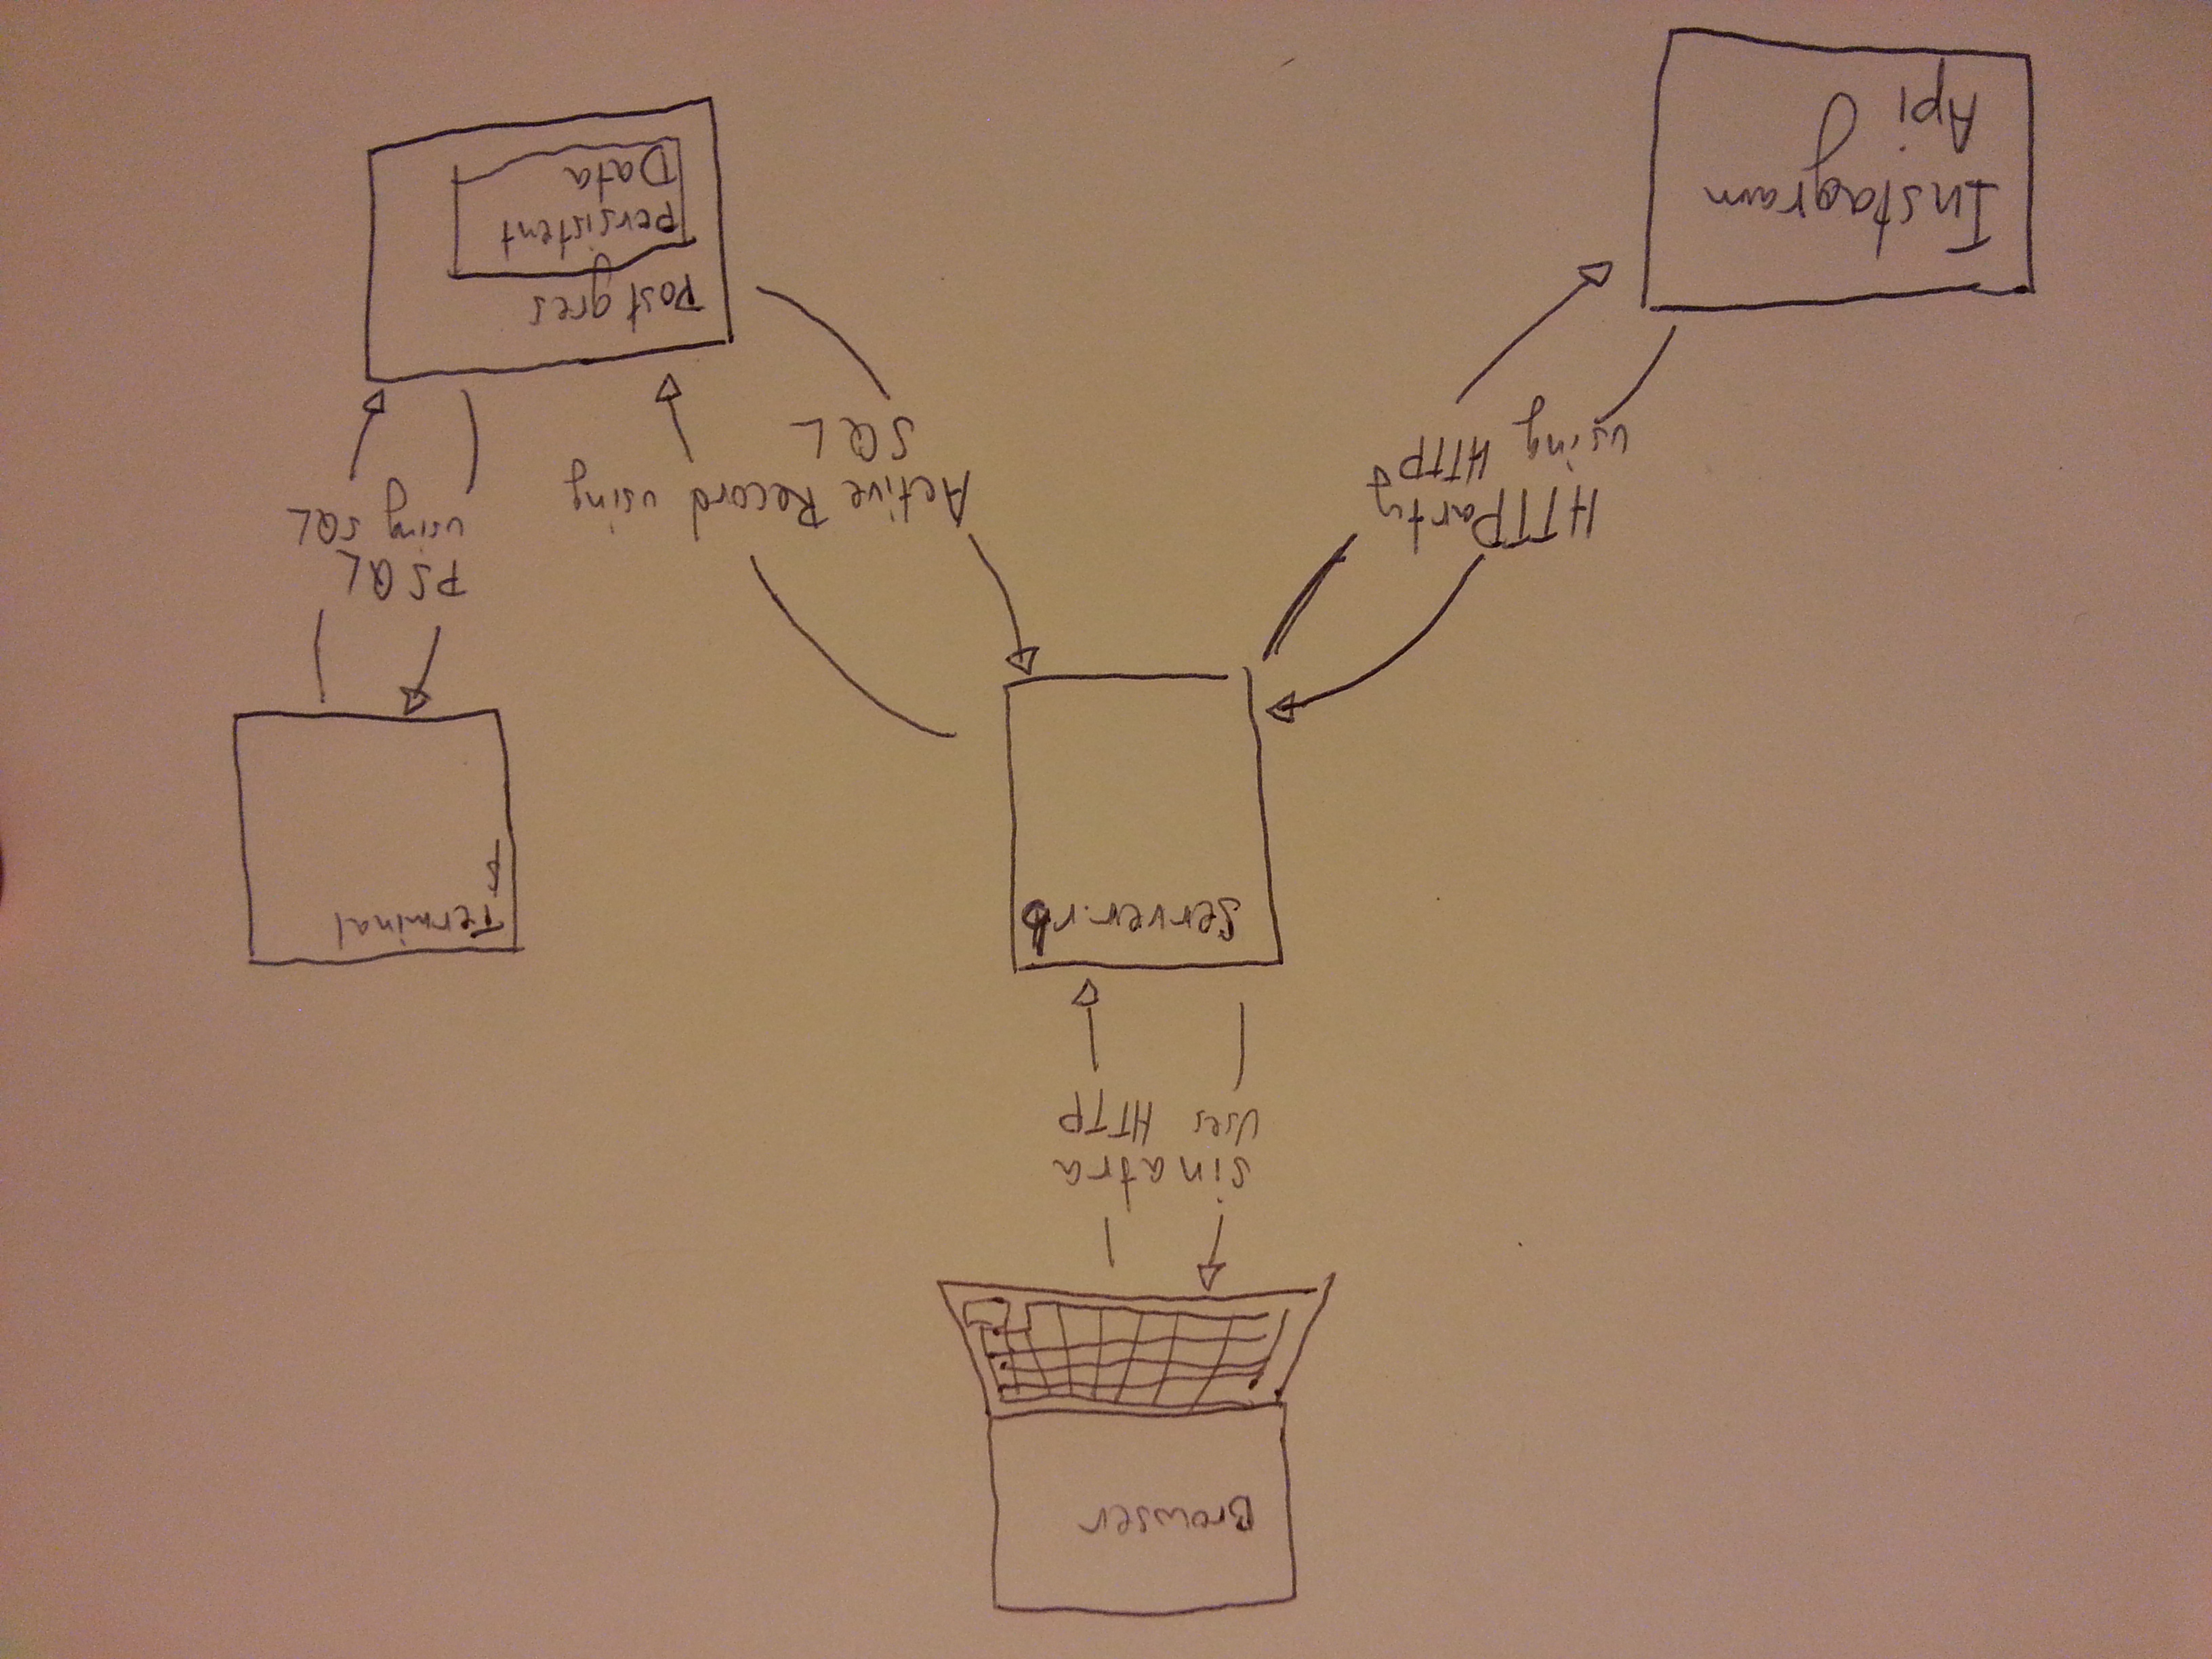 Browser
sinatra
Uses HTTP
server.rb
Terminal
$
HTTParty
using HTTP
Active Record using
SQL
PSQL
using SQL
Instagram
Api
Postgres
Persistent
Data